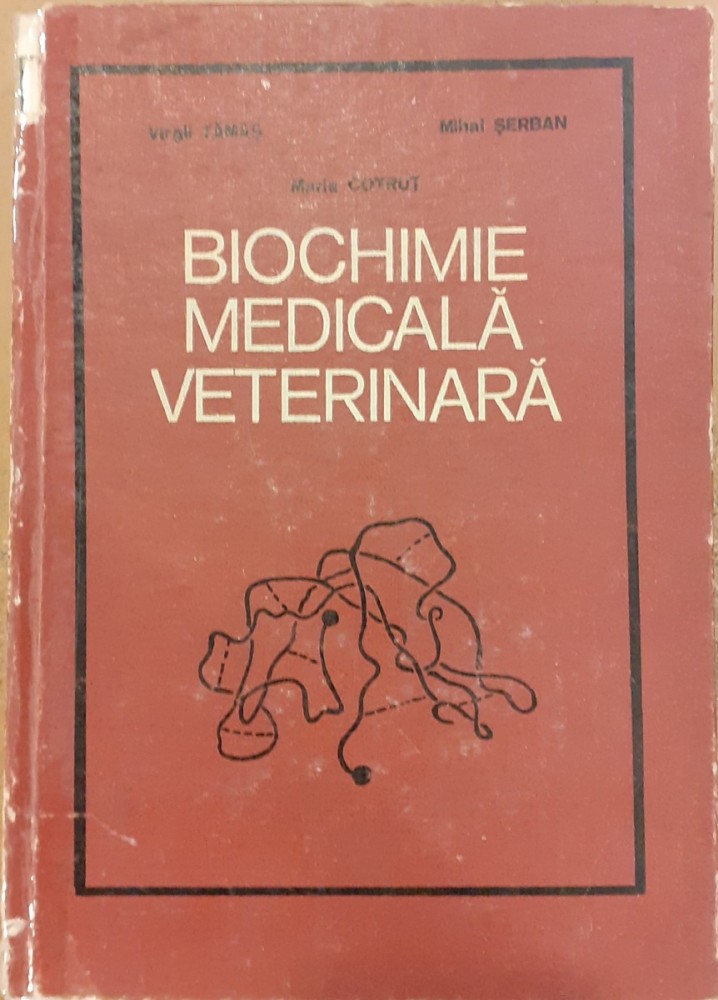 Virgil TĂMAȘ Mihai ȘERBAN
Maria COTRUȚ
BIOCHIMIE
MEDICALĂ
VETERINARĂ